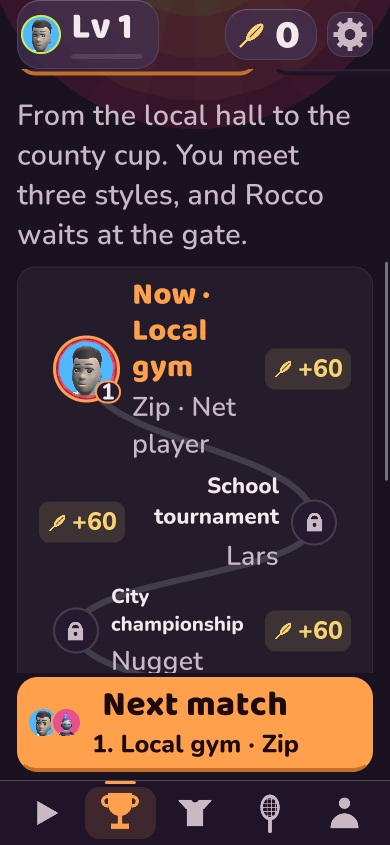 Lv 1
0
From the local hall to the
county cup. You meet
three styles, and Rocco
waits at the gate.
Now ·
Local
gym
+60
1
Zip · Net
player
School
tournament
+60
Lars
City
championship
+60
Nugget
Next match
1. Local gym · Zip